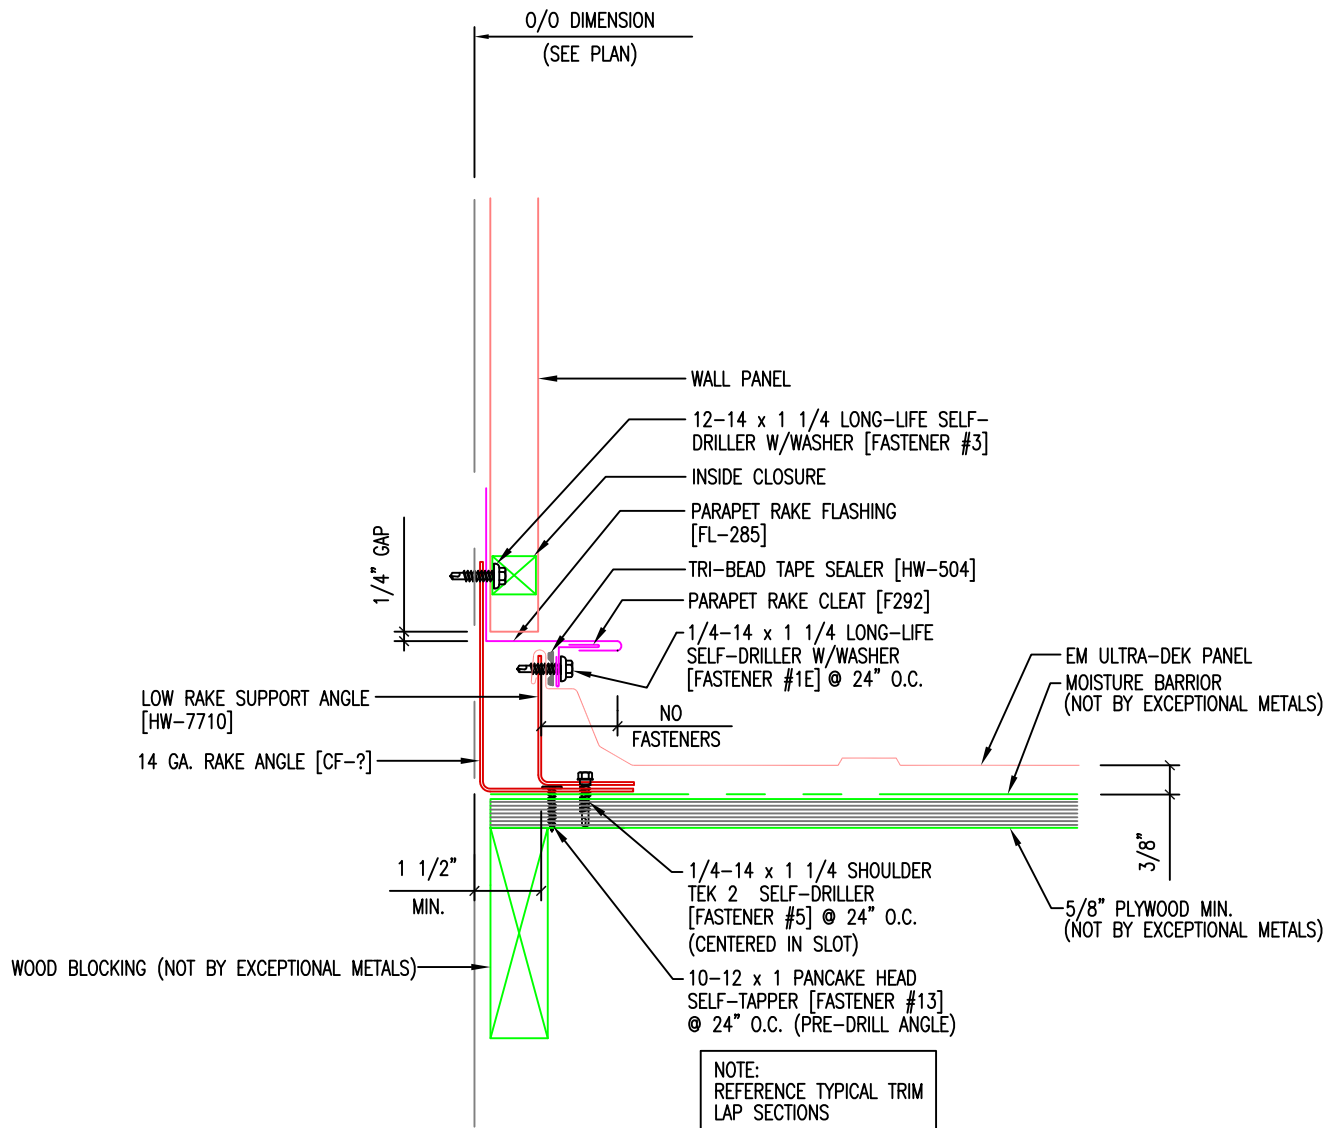 O/O DIMENSION
(SEE PLAN)
WALL PANEL
12-14 x 1 1/4 LONG-LIFE SELF-
DRILLER W/WASHER [FASTENER #3]
INSIDE CLOSURE
PARAPET RAKE FLASHING
[FL-285]
1/4" GAP
TRI-BEAD TAPE SEALER [HW-504]
PARAPET RAKE CLEAT [F292]
1/4-14 x 1 1/4 LONG-LIFE
SELF-DRILLER W/WASHER
[FASTENER #1E] @ 24" O.C.
EM ULTRA-DEK PANEL
MOISTURE BARRIOR
(NOT BY EXCEPTIONAL METALS)
LOW RAKE SUPPORT ANGLE
[HW-7710]
NO
FASTENERS
14 GA. RAKE ANGLE [CF-?]
3/8"
1 1/2"
MIN.
1/4-14 x 1 1/4 SHOULDER
TEK 2 SELF-DRILLER
[FASTENER #5] @ 24" O.C.
(CENTERED IN SLOT)
5/8" PLYWOOD MIN.
(NOT BY EXCEPTIONAL METALS)
WOOD BLOCKING (NOT BY EXCEPTIONAL METALS)
10-12 x 1 PANCAKE HEAD
SELF-TAPPER [FASTENER #13]
@ 24" O.C. (PRE-DRILL ANGLE)
NOTE:
REFERENCE TYPICAL TRIM
LAP SECTIONS